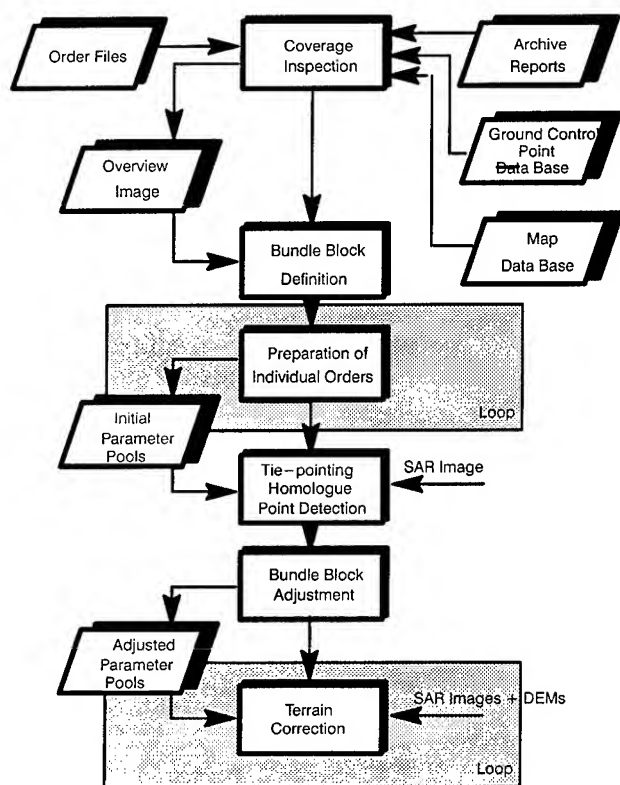 Order Files
Coverage
Inspection
Archive
Reports
Ground Control
Point
Data Base
Overview
Image
Map
Data Base
Bundle Block
Definition
Preparation of
Individual Orders
Loop
Initial
Parameter
Pools
Tie-pointing
Homologue
Point Detection
SAR Image
Bundle Block
Adjustment
Adjusted
Parameter
Pools
SAR Images + DEMs
Terrain
Correction
Loop